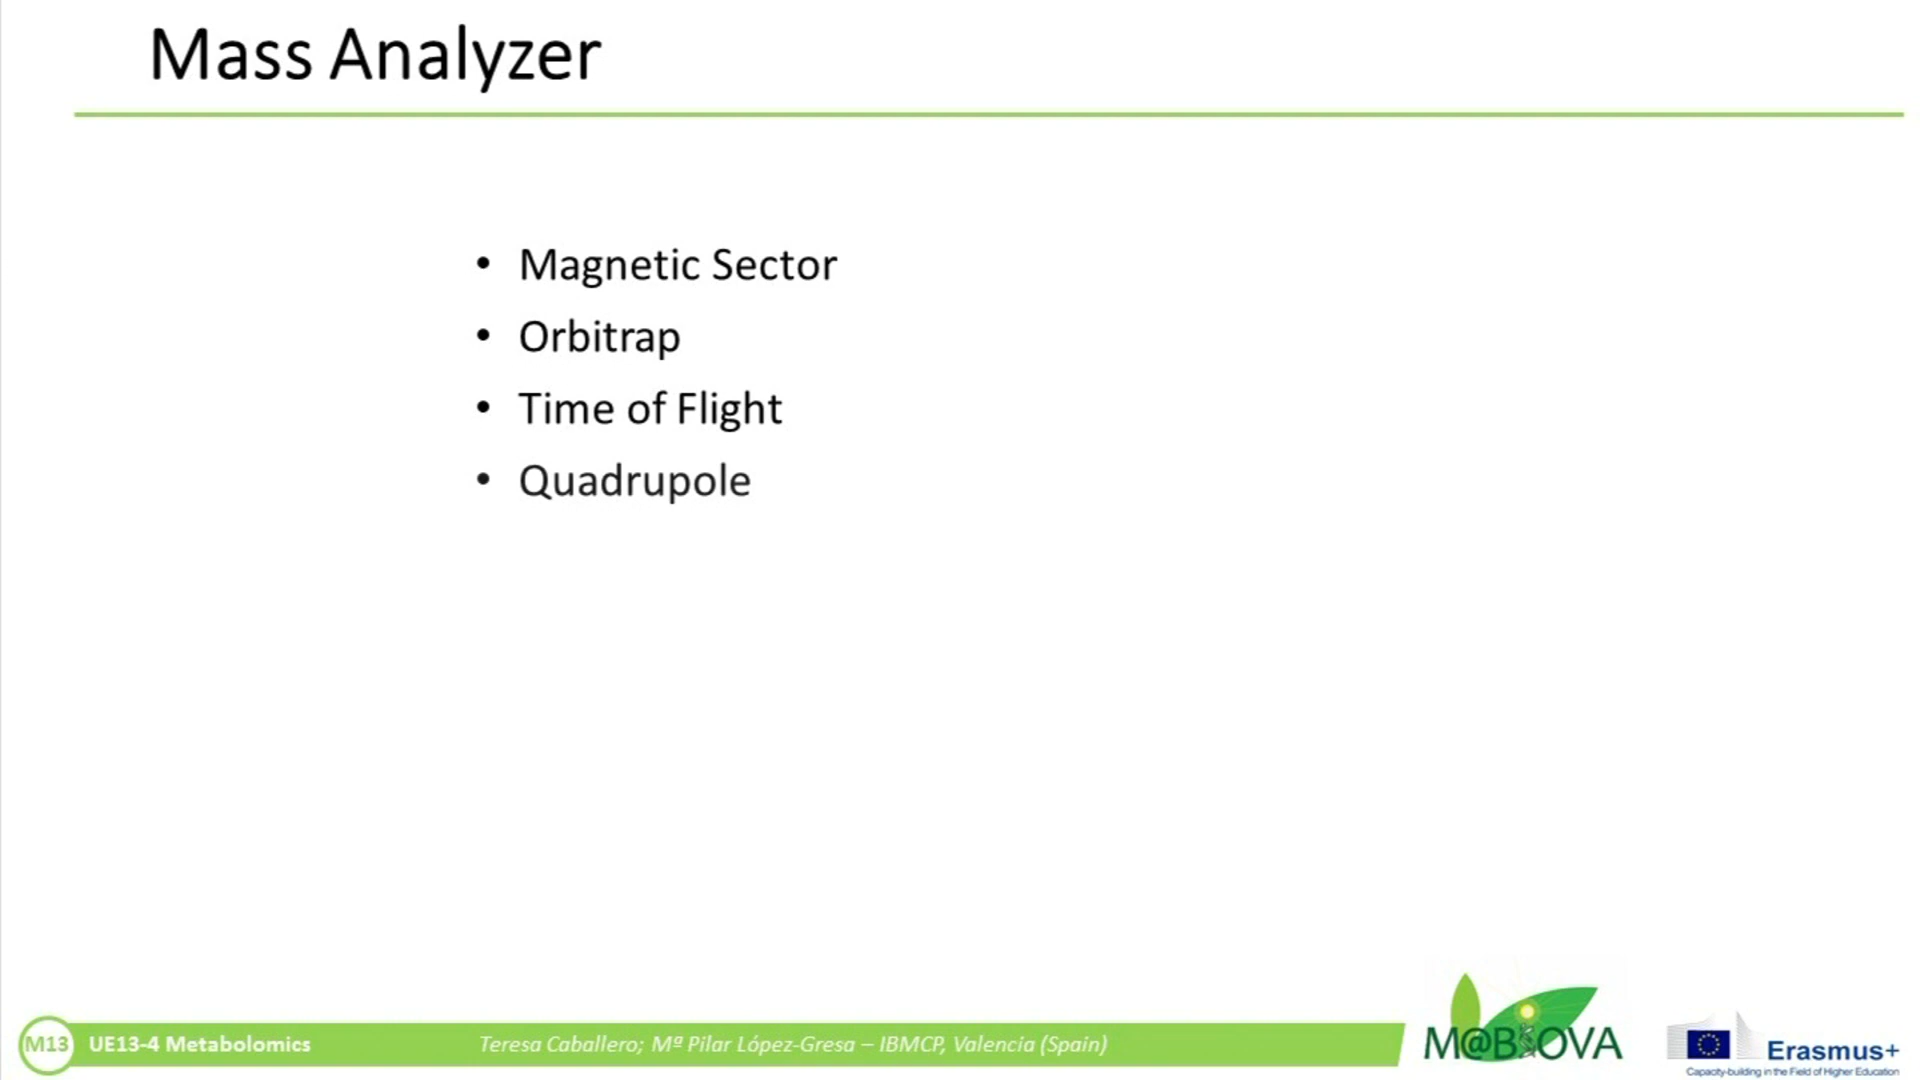 Mass Analyzer
• Magnetic Sector
• Orbitrap
• Time of Flight
• Quadrupole
M13 UE13-4 Metabolomics
Teresa Caballero; Mª Pilar López-Gresa – IBMCP, Valencia (Spain)
M@BIOVA
Erasmus+
Capacity-building in the Field of Higher Education